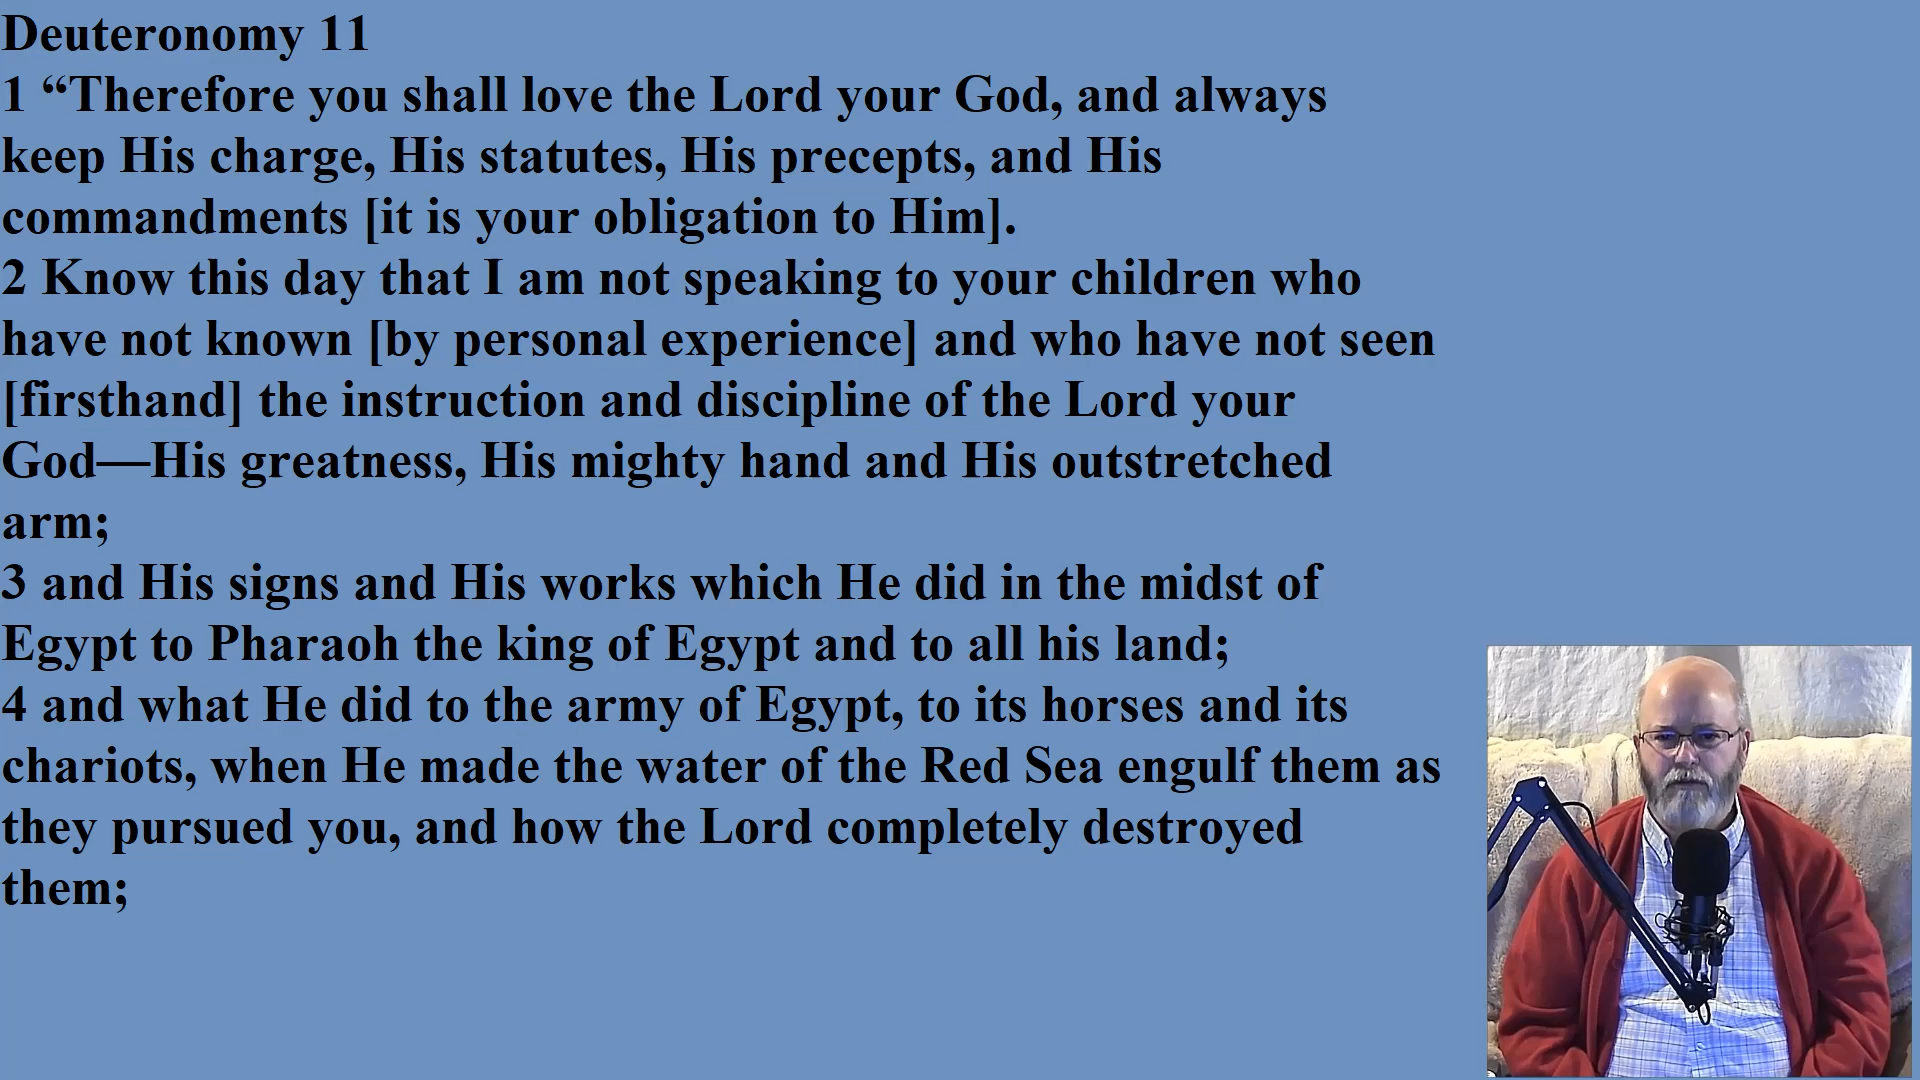 Deuteronomy 11
1 “Therefore you shall love the Lord your God, and always
keep His charge, His statutes, His precepts, and His
commandments [it is your obligation to Him].
2 Know this day that I am not speaking to your children who
have not known [by personal experience] and who have not seen
[firsthand] the instruction and discipline of the Lord your
God—His greatness, His mighty hand and His outstretched
arm;
3 and His signs and His works which He did in the midst of
Egypt to Pharaoh the king of Egypt and to all his land;
4 and what He did to the army of Egypt, to its horses and its
chariots, when He made the water of the Red Sea engulf them as
they pursued you, and how the Lord completely destroyed
them;